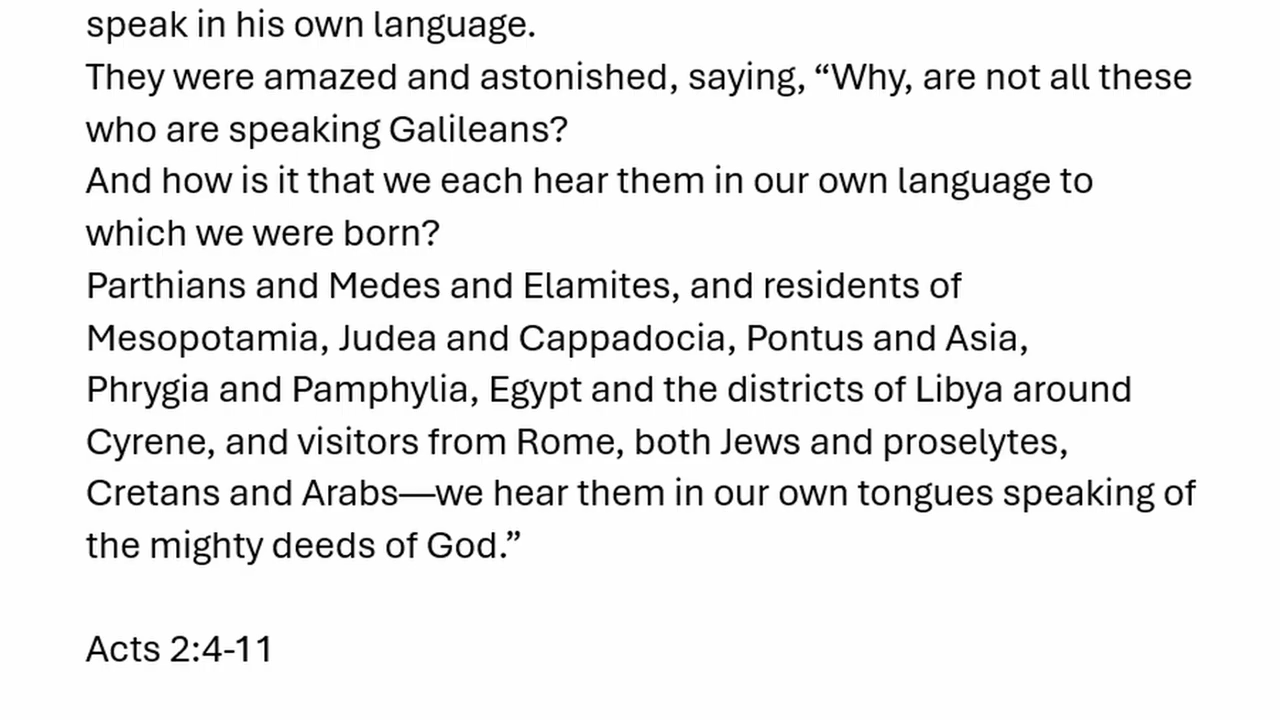 speak in his own language.
They were amazed and astonished, saying, “Why, are not all these
who are speaking Galileans?
And how is it that we each hear them in our own language to
which we were born?
Parthians and Medes and Elamites, and residents of
Mesopotamia, Judea and Cappadocia, Pontus and Asia,
Phrygia and Pamphylia, Egypt and the districts of Libya around
Cyrene, and visitors from Rome, both Jews and proselytes,
Cretans and Arabs—we hear them in our own tongues speaking of
the mighty deeds of God.”
Acts 2:4-11